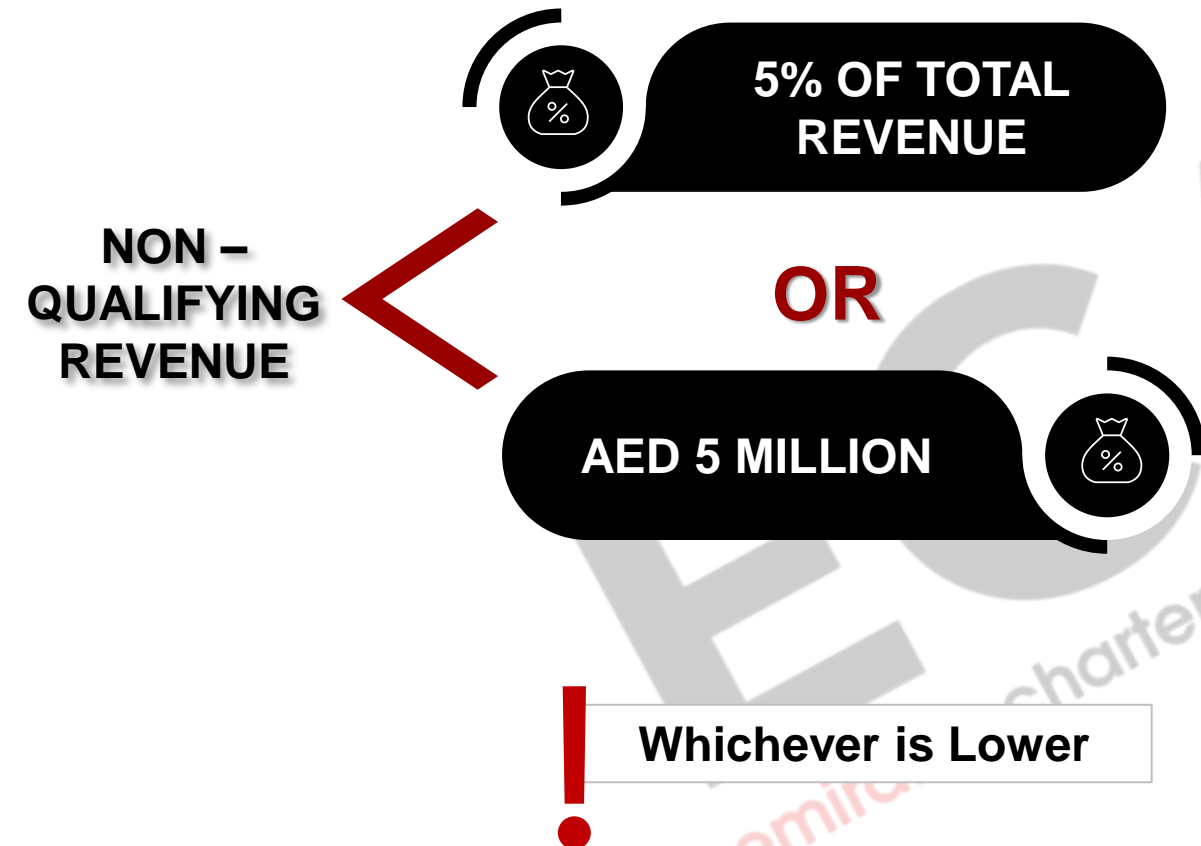 5% OF TOTAL
REVENUE
NON –
QUALIFYING
REVENUE
<
OR
AED 5 MILLION
!
Whichever is Lower